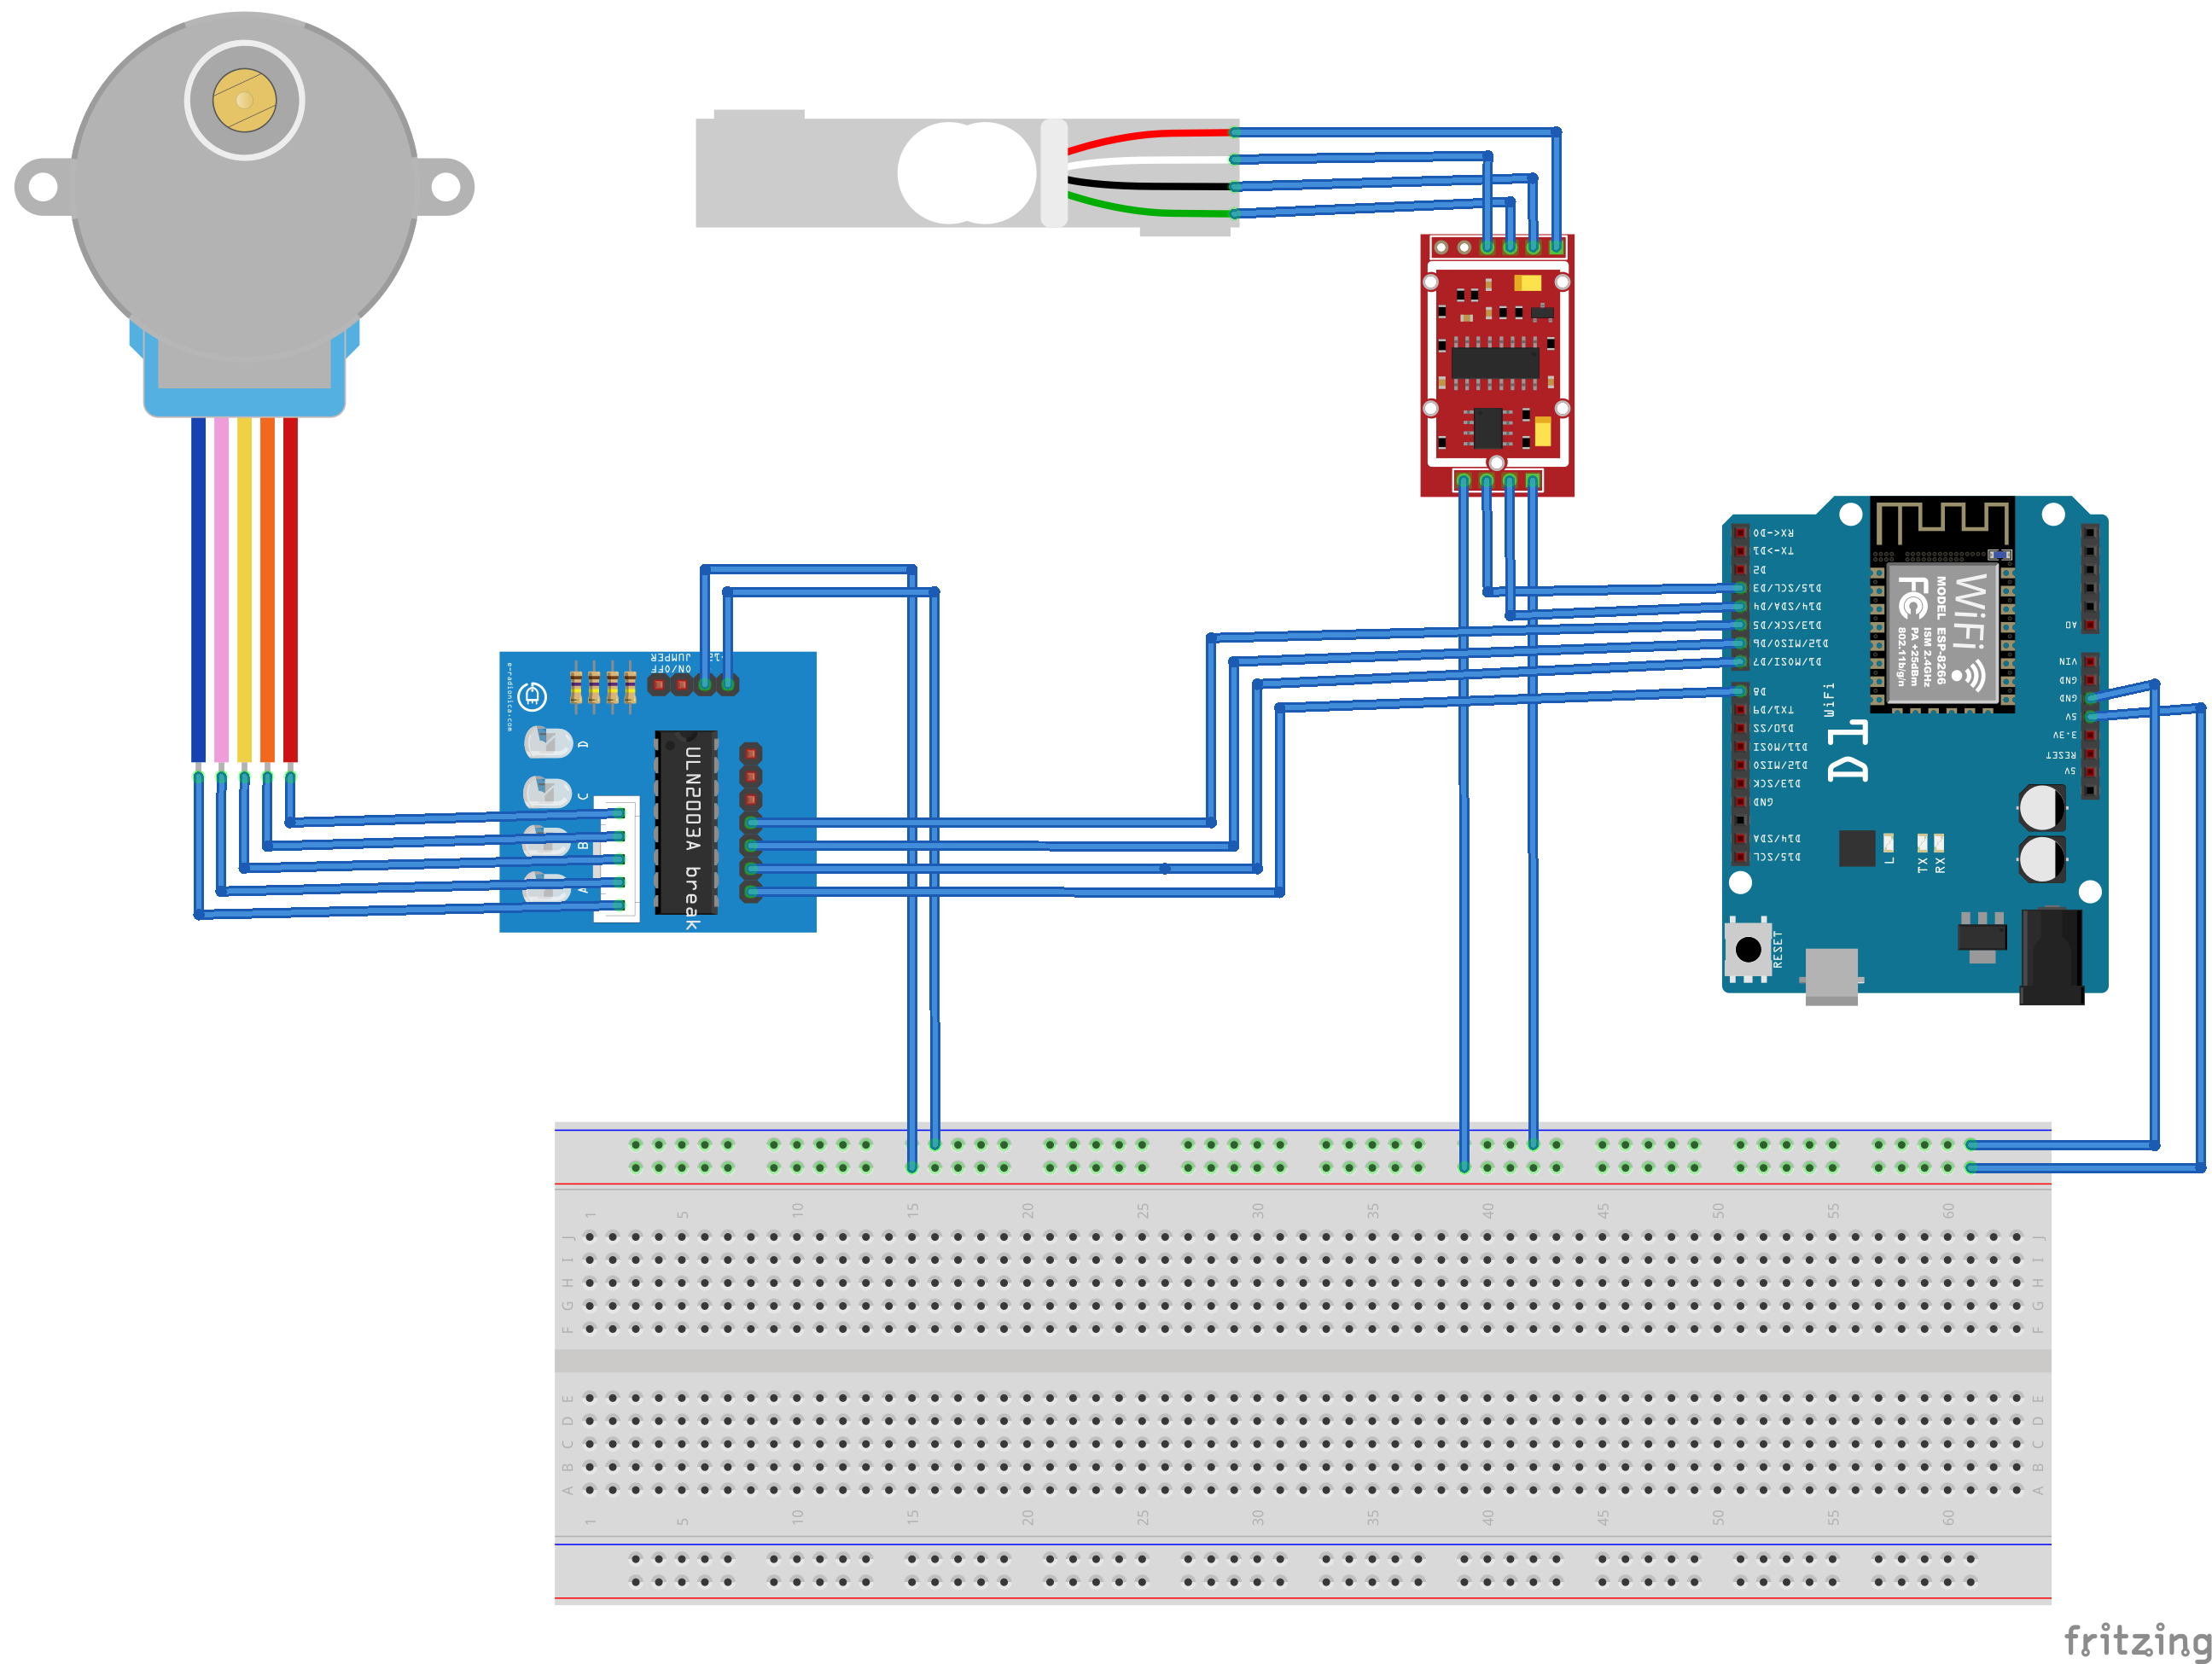 JUMPER
ON/OFF
e-radionica.com
D
C
B
A
ULN2003A break
D0<-RX
TX->D1
D2
D15/SCL/D3
D14/SDA/D4
D13/SCK/D5
D12/MISO/D6
D1/MOSI/D7
D8
TX1/D9
D10/SS
D11/MOSI
D12/MISO
D13/SCK
GND
D14/SDA
D15/SCL
WiFi
MODEL ESP-8266
ISM 2.4GHz
PA +25dBm
802.11b/g/n
FC
A0
VIN
GND
GND
5V
3.3V
RESET
5V
WiFi
D1
L
TX
RX
RESET
1 5 10 15 20 25 30 35 40 45 50 55 60
J J
I I
H H
G G
F F
E E
D D
C C
B B
A A
1 5 10 15 20 25 30 35 40 45 50 55 60
fritzing